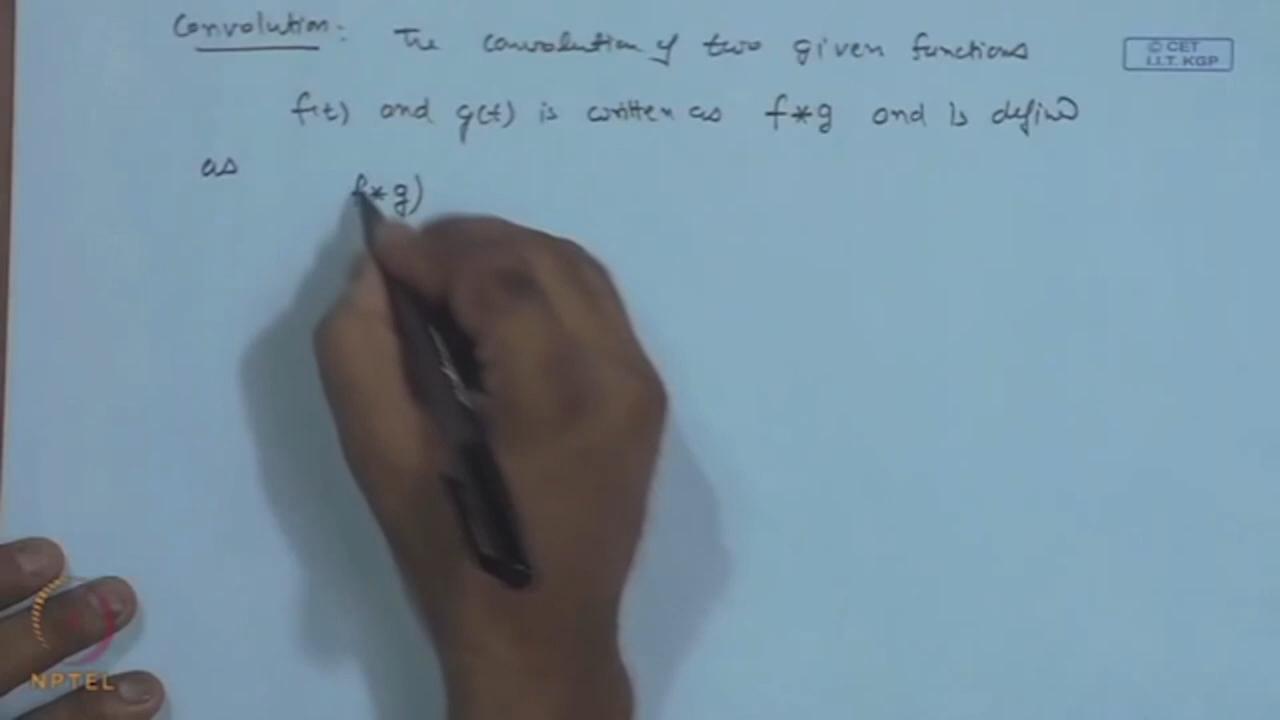 Convolution: The convolution of two given functions
© CET
I.I.T. KGP
f(t) and g(t) is written as f*g and is defined
as
f*g)
NPTEL